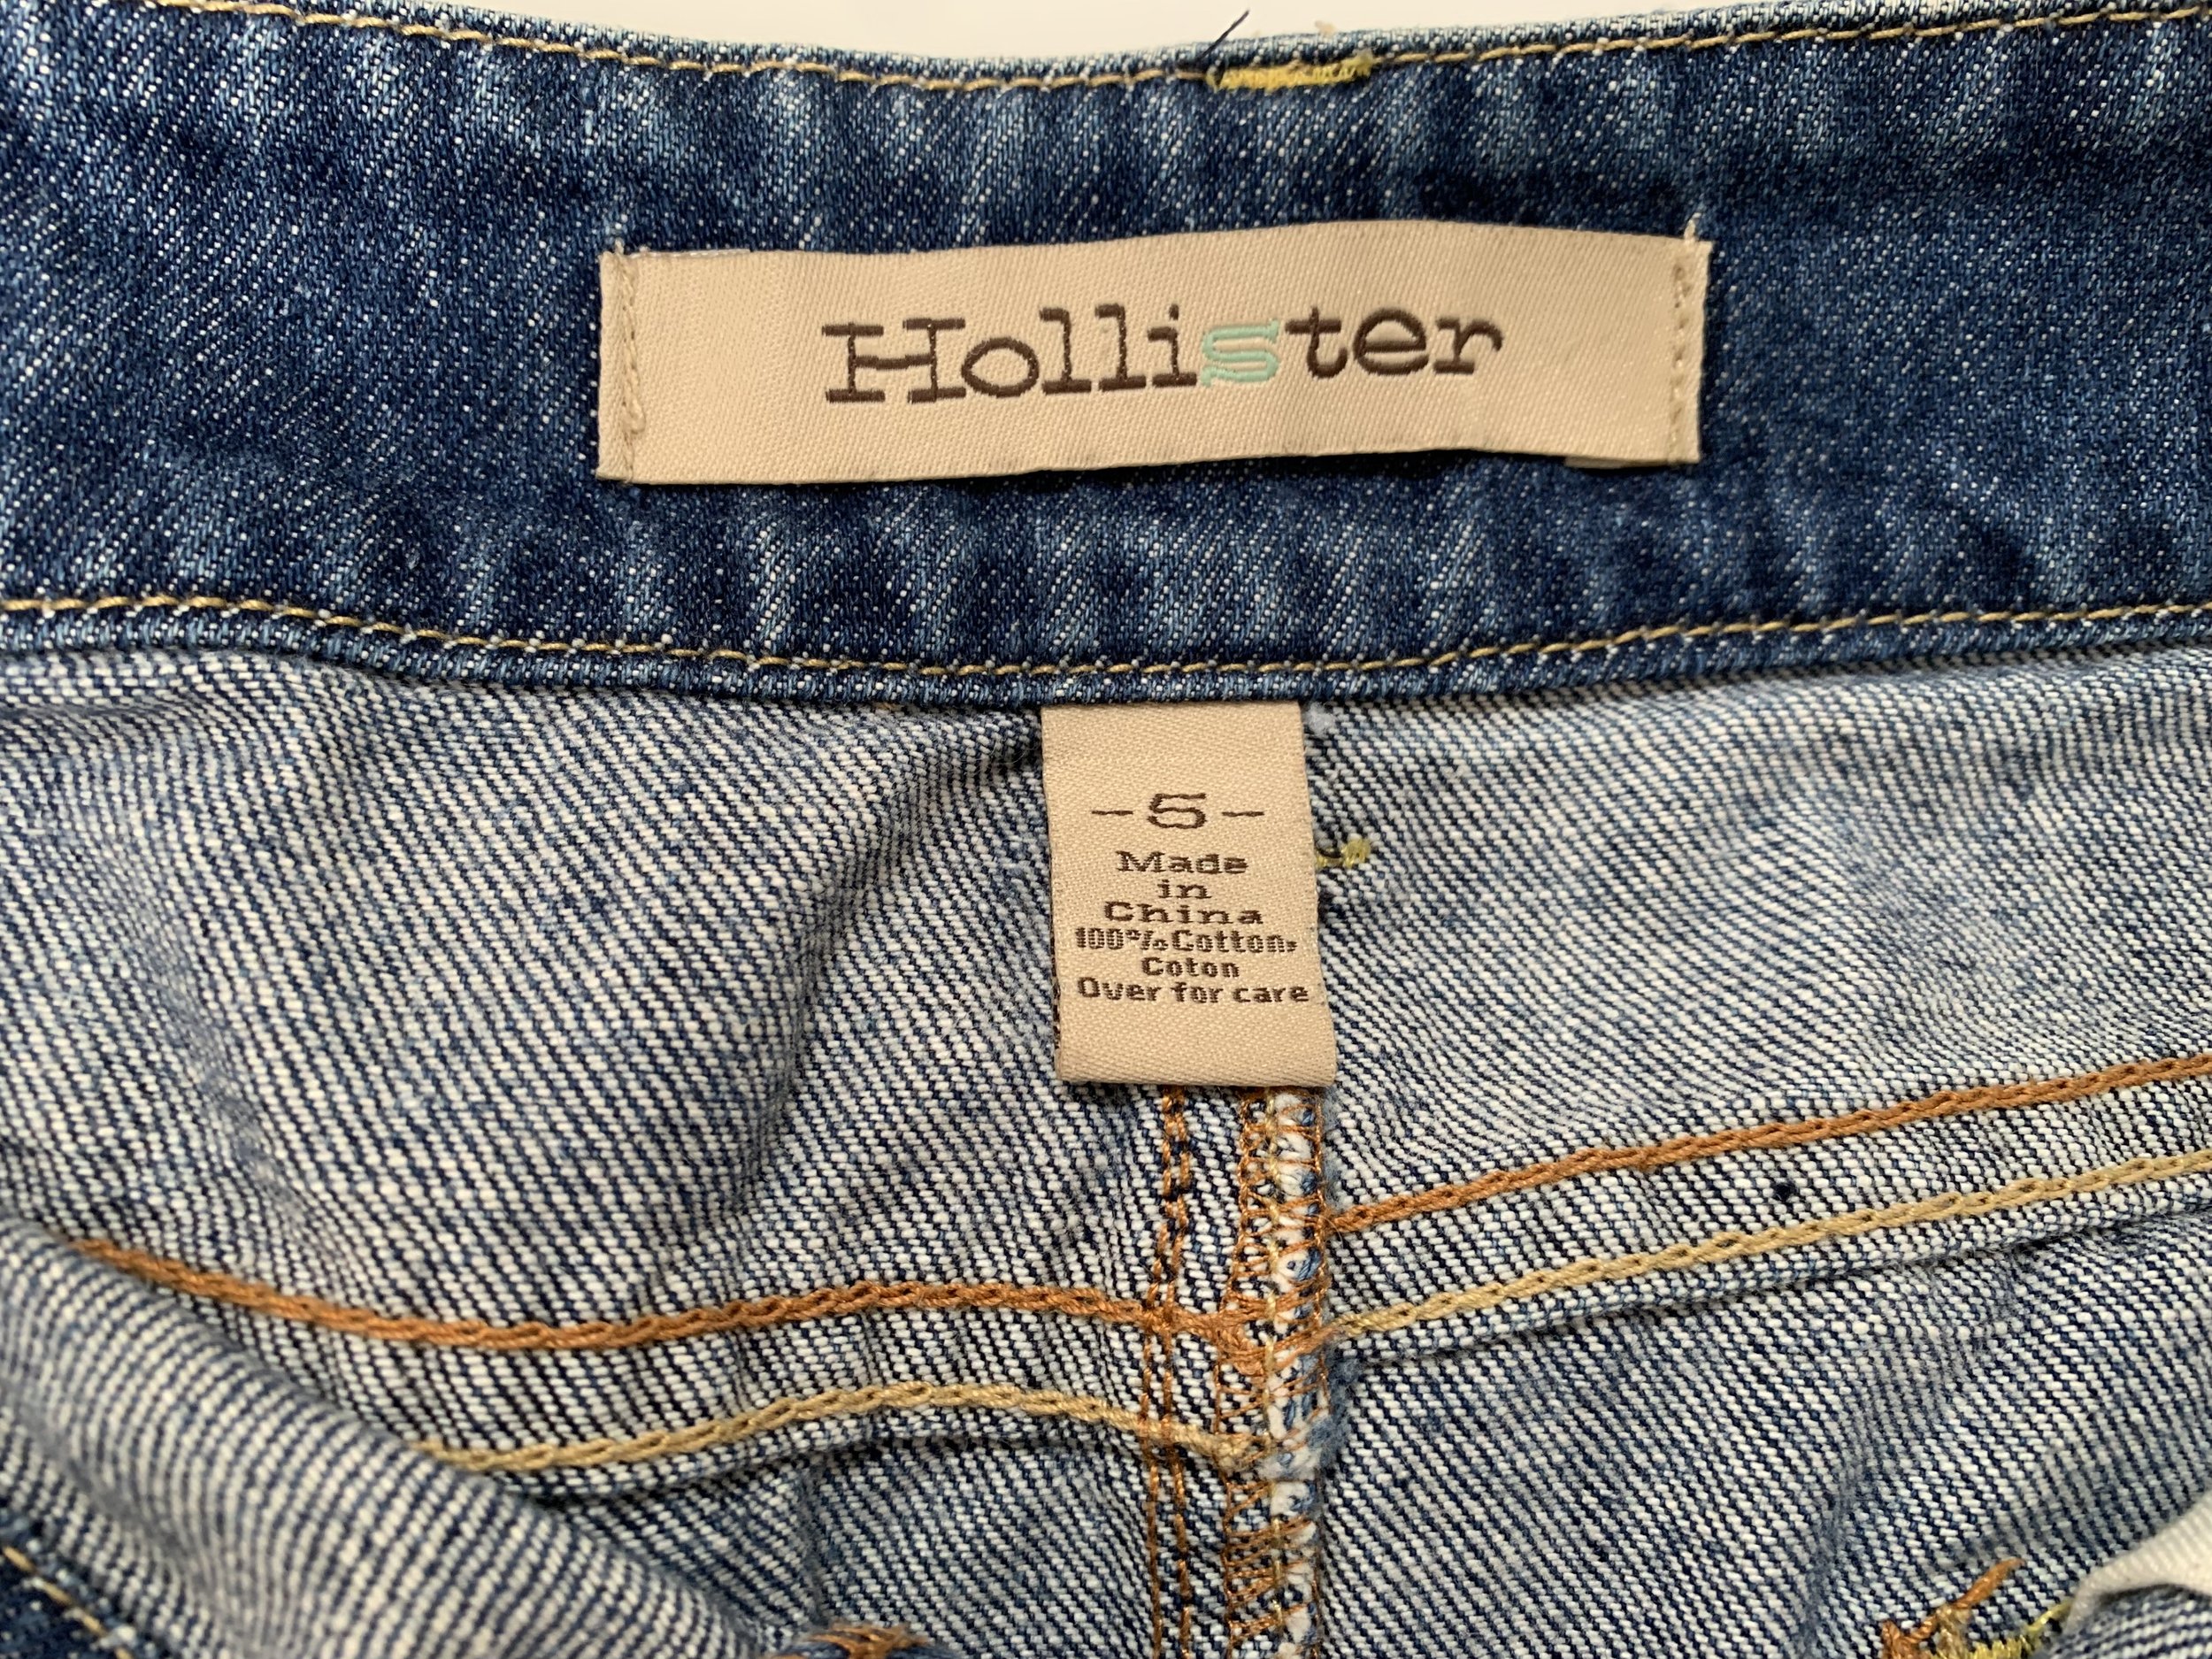 Hollister
-5-
Made
in
China
100% Cotton,
Coton
Over for care